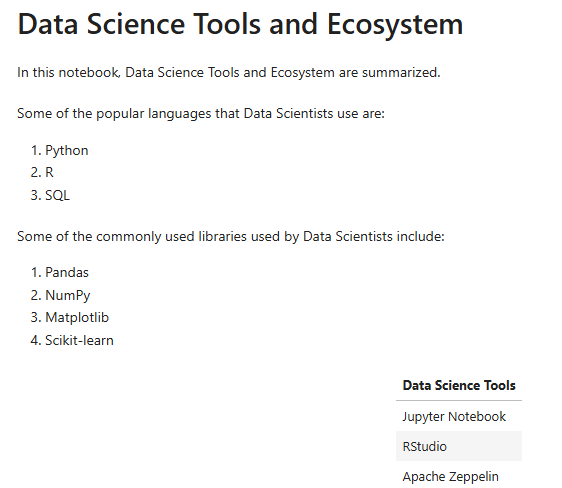 Data Science Tools and Ecosystem
In this notebook, Data Science Tools and Ecosystem are summarized.
Some of the popular languages that Data Scientists use are:
1. Python
2. R
3. SQL
Some of the commonly used libraries used by Data Scientists include:
1. Pandas
2. NumPy
3. Matplotlib
4. Scikit-learn
Data Science Tools
Jupyter Notebook
RStudio
Apache Zeppelin